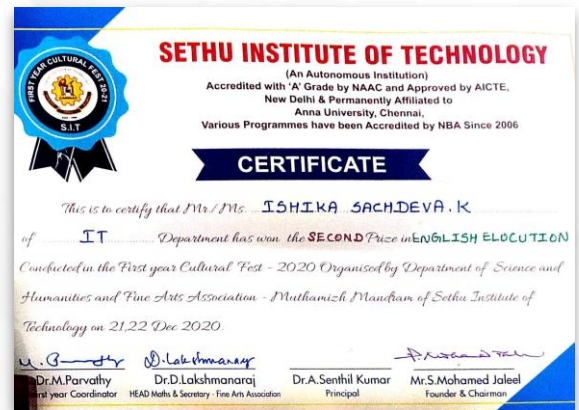 FIRST YEAR CULTURAL FEST 20-21
S.I.T
SETHU INSTITUTE OF TECHNOLOGY
(An Autonomous Institution)
Accredited with 'A' Grade by NAAC and Approved by AICTE,
New Delhi & Permanently Affiliated to
Anna University, Chennai,
Various Programmes have been Accredited by NBA Since 2006
CERTIFICATE
This is to certify that Mr/Ms. ISHIKA SACHDEVA.K
of IT Department has won the SECOND Prize in ENGLISH ELOCUTION
Conducted in the First year Cultural Fest - 2020 Organised by Department of Science and
Humanities and Fine Arts Association - Muthamizh Mandram of Sethu Institute of
Technology on 21,22 Dec 2020.
D. Lakshmanaraj
Dr.M.Parvathy Dr.D.Lakshmanaraj Dr.A.Senthil Kumar Mr.S.Mohamed Jaleel
First year Coordinator HEAD Maths & Secretary - Fine Arts Association Principal Founder & Chairman